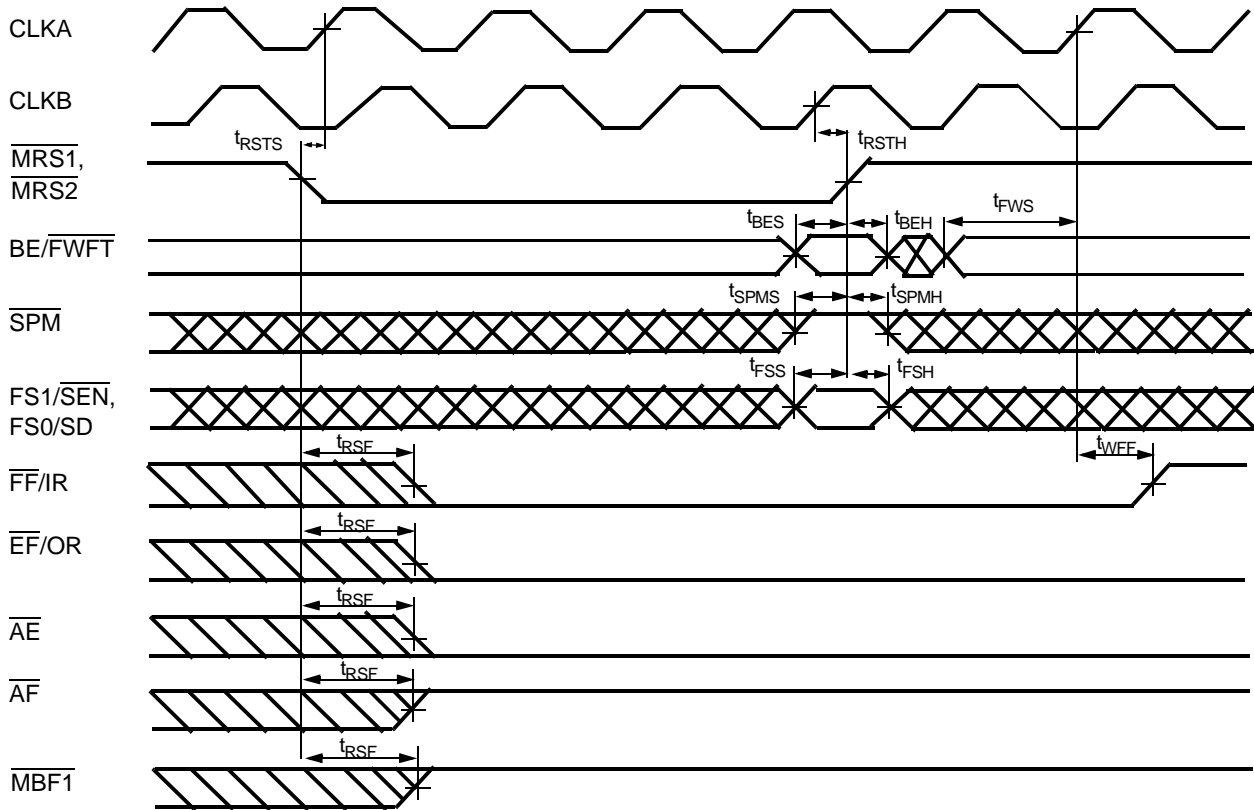 CLKA
CLKB
tRSTS
tRSTH
MRS1,
MRS2
tBES
tBEH
tFWS
BE/FWFT
tSPMS
tSPMH
SPM
tFSS
tFSH
FS1/SEN,
FS0/SD
tRSF
tWFF
FF/IR
tRSF
EF/OR
tRSF
AE
tRSF
AF
tRSF
MBF1